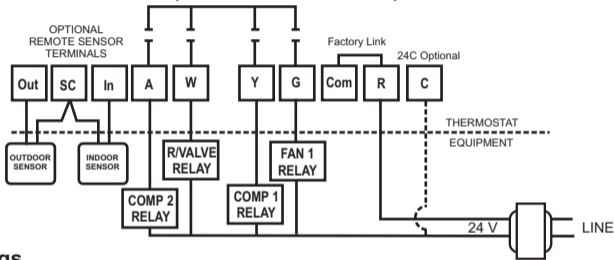 OPTIONAL
REMOTE SENSOR
TERMINALS
Factory Link
24C Optional
Out
SC
In
A
W
Y
G
Com
R
C
THERMOSTAT
EQUIPMENT
OUTDOOR
SENSOR
INDOOR
SENSOR
R/VALVE
RELAY
FAN 1
RELAY
COMP 2
RELAY
COMP 1
RELAY
24 V
LINE